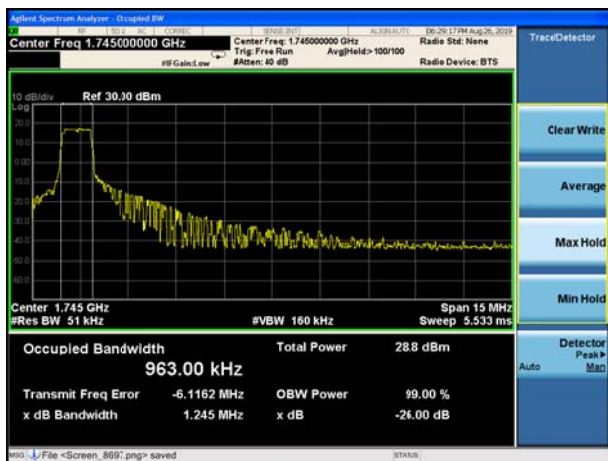 Agilent Spectrum Analyzer - Occupied BW
RF 50 Ω AC CORREC SENSE:INT ALIGN AUTO 06:29:17 PM Aug 26, 2019
Center Freq 1.745000000 GHz
Center Freq: 1.745000000 GHz
Radio Std: None
Trig: Free Run Avg|Hold:> 100/100
#IFGain:Low #Atten: 40 dB Radio Device: BTS
Trace/Detector
10 dB/div Ref 30.00 dBm
Log
20.0
10.0
0.00
-10.0
-20.0
-30.0
-40.0
-50.0
-60.0
Clear Write
Average
Max Hold
Min Hold
Detector
Peak▶
Auto Man
Center 1.745 GHz Span 15 MHz
#Res BW 51 kHz #VBW 160 kHz Sweep 5.533 ms
Occupied Bandwidth Total Power 28.8 dBm
963.00 kHz
Transmit Freq Error -6.1162 MHz OBW Power 99.00 %
x dB Bandwidth 1.245 MHz x dB -26.00 dB
MSG File <Screen_8697.png> saved STATUS